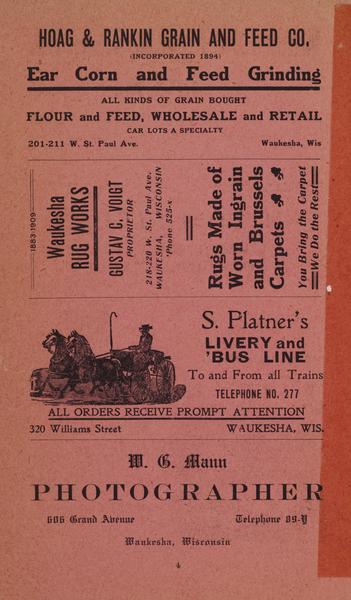 HOAG & RANKIN GRAIN AND FEED CO.
(INCORPORATED 1894)
Ear Corn and Feed Grinding
ALL KINDS OF GRAIN BOUGHT
FLOUR and FEED, WHOLESALE and RETAIL
CAR LOTS A SPECIALTY
201-211 W. St. Paul Ave. Waukesha, Wis
1883-1909
Waukesha
RUG WORKS
GUSTAV C. VOIGT
PROPRIETOR
218-220 W. St. Paul Ave.
WAUKESHA, WISCONSIN
'Phone 525-x
Rugs Made of
Worn Ingrain
and Brussels
Carpets
You Bring the Carpet
We Do the Rest
S. Platner's
LIVERY and
'BUS LINE
To and From all Trains
TELEPHONE NO. 277
ALL ORDERS RECEIVE PROMPT ATTENTION
320 Williams Street WAUKESHA, WIS.
W. G. Mann
PHOTOGRAPHER
606 Grand Avenue Telephone 89-Y
Waukesha, Wisconsin
4